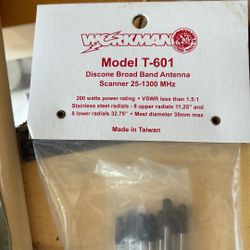 WORKMAN
Model T-601
Discone Broad Band Antenna
Scanner 25-1300 MHz
200 watts power rating • VSWR less than 1.5:1
Stainless steel radials - 8 upper radials 11.25" and
8 lower radials 32.75" • Mast diameter 35mm max
Made in Taiwan